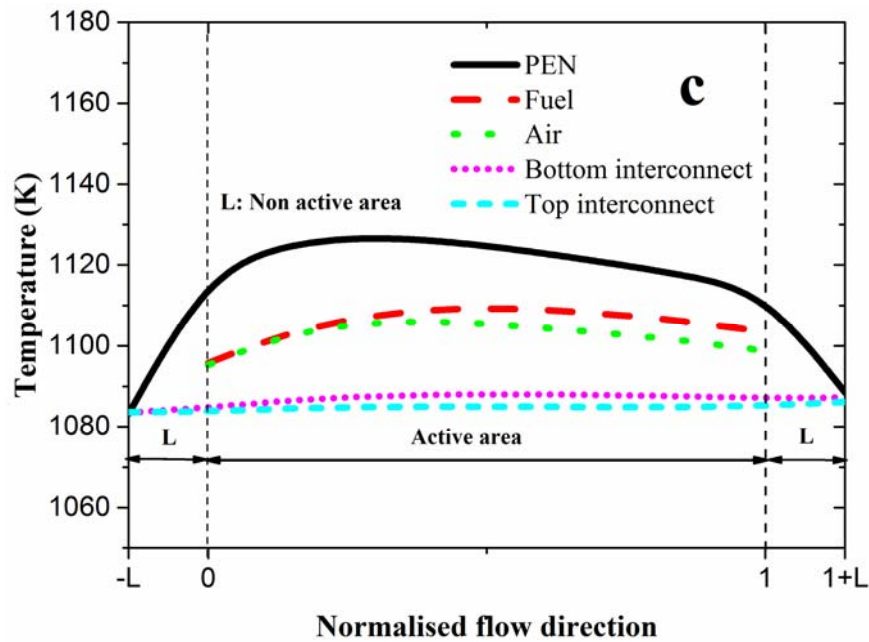 1180
1160
1140
1120
1100
1080
1060
Temperature (K)
PEN
Fuel
Air
Bottom interconnect
Top interconnect
c
L: Non active area
L
Active area
L
-L
0
1
1+L
Normalised flow direction